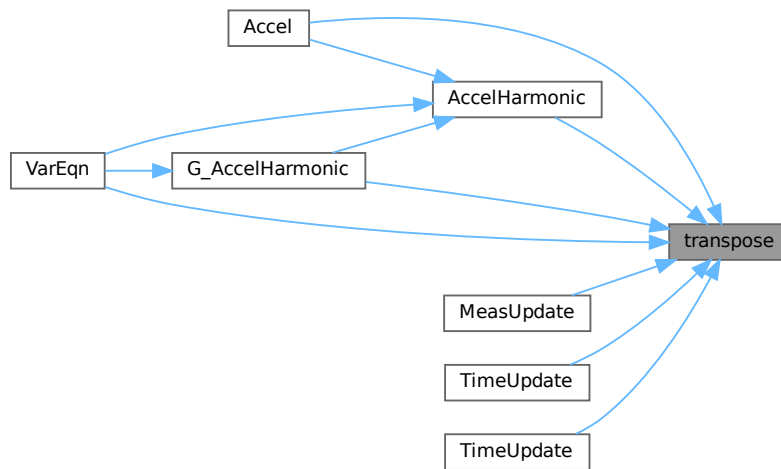 Accel
AccelHarmonic
VarEqn
G_AccelHarmonic
transpose
MeasUpdate
TimeUpdate
TimeUpdate